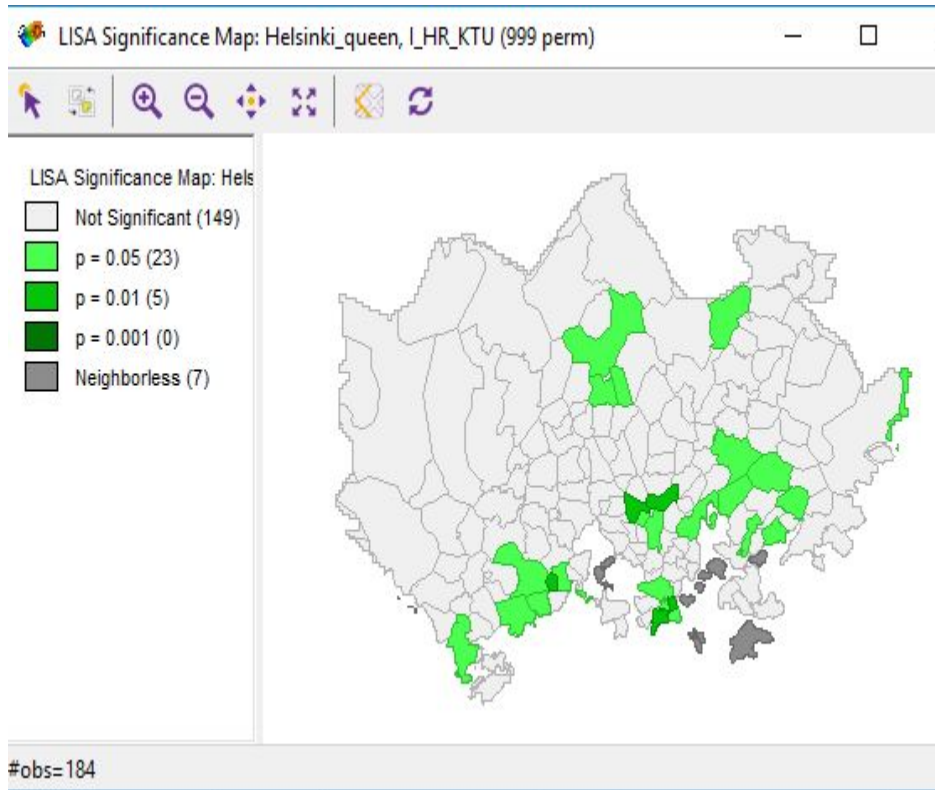 LISA Significance Map: Helsinki_queen, I_HR_KTU (999 perm)
LISA Significance Map: Hels
Not Significant (149)
p = 0.05 (23)
p = 0.01 (5)
p = 0.001 (0)
Neighborless (7)
#obs=184